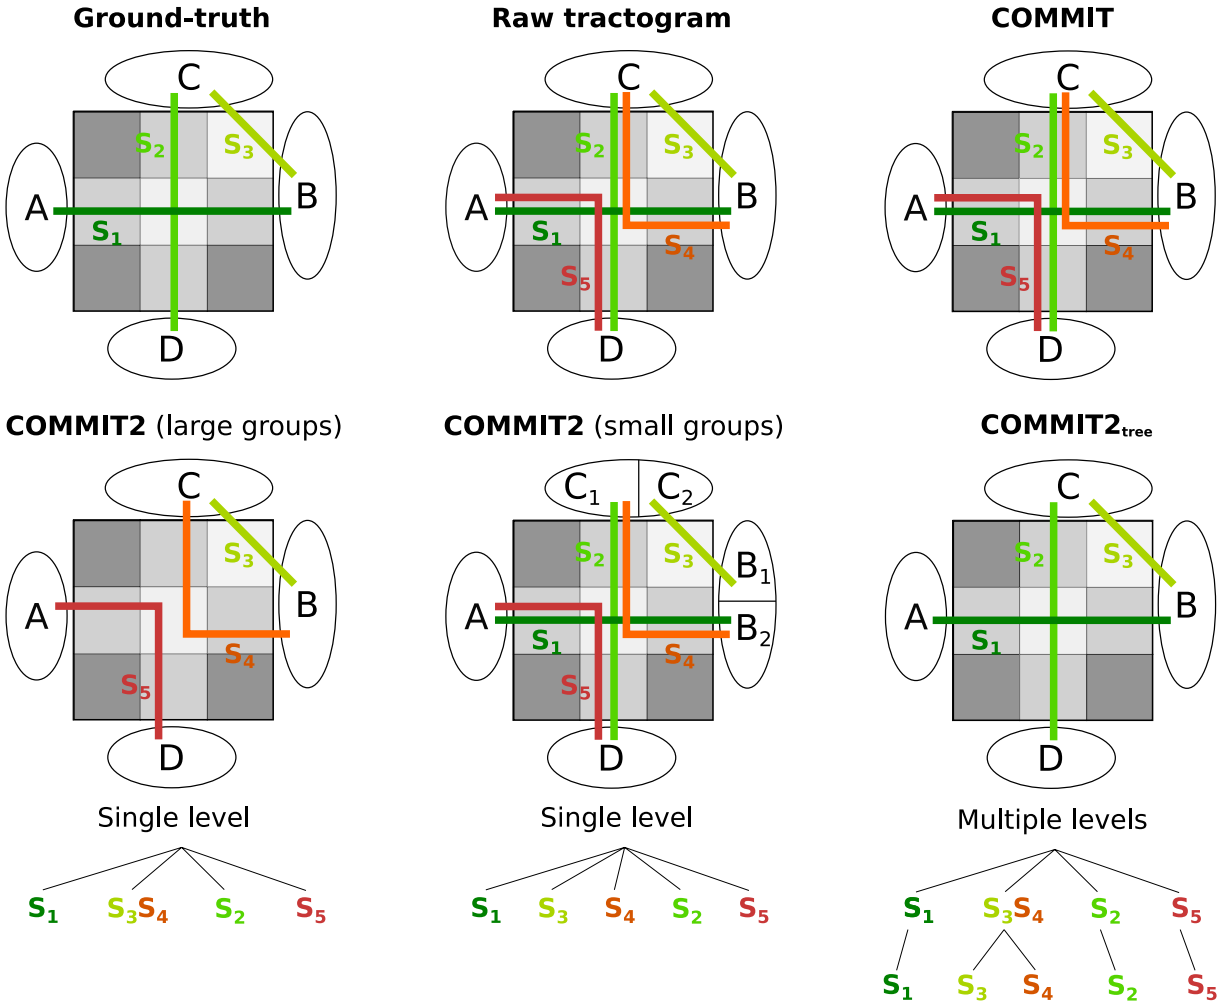 Ground-truth
Raw tractogram
COMMIT
C
S2
S3
A
B
S1
D
C
S2
S3
A
B
S1
S4
S5
D
C
S2
S3
A
B
S1
S4
S5
D
COMMIT2 (large groups)
COMMIT2 (small groups)
COMMIT2tree
C
S3
A
B
S4
S5
D
C1 C2
S2
S3
B1
A
B2
S1
S4
S5
D
C
S2
S3
A
B
S1
D
Single level
Single level
Multiple levels
S1 S3S4 S2 S5
S1 S3 S4 S2 S5
S1 S3S4 S2 S5
S1 S3 S4 S2 S5